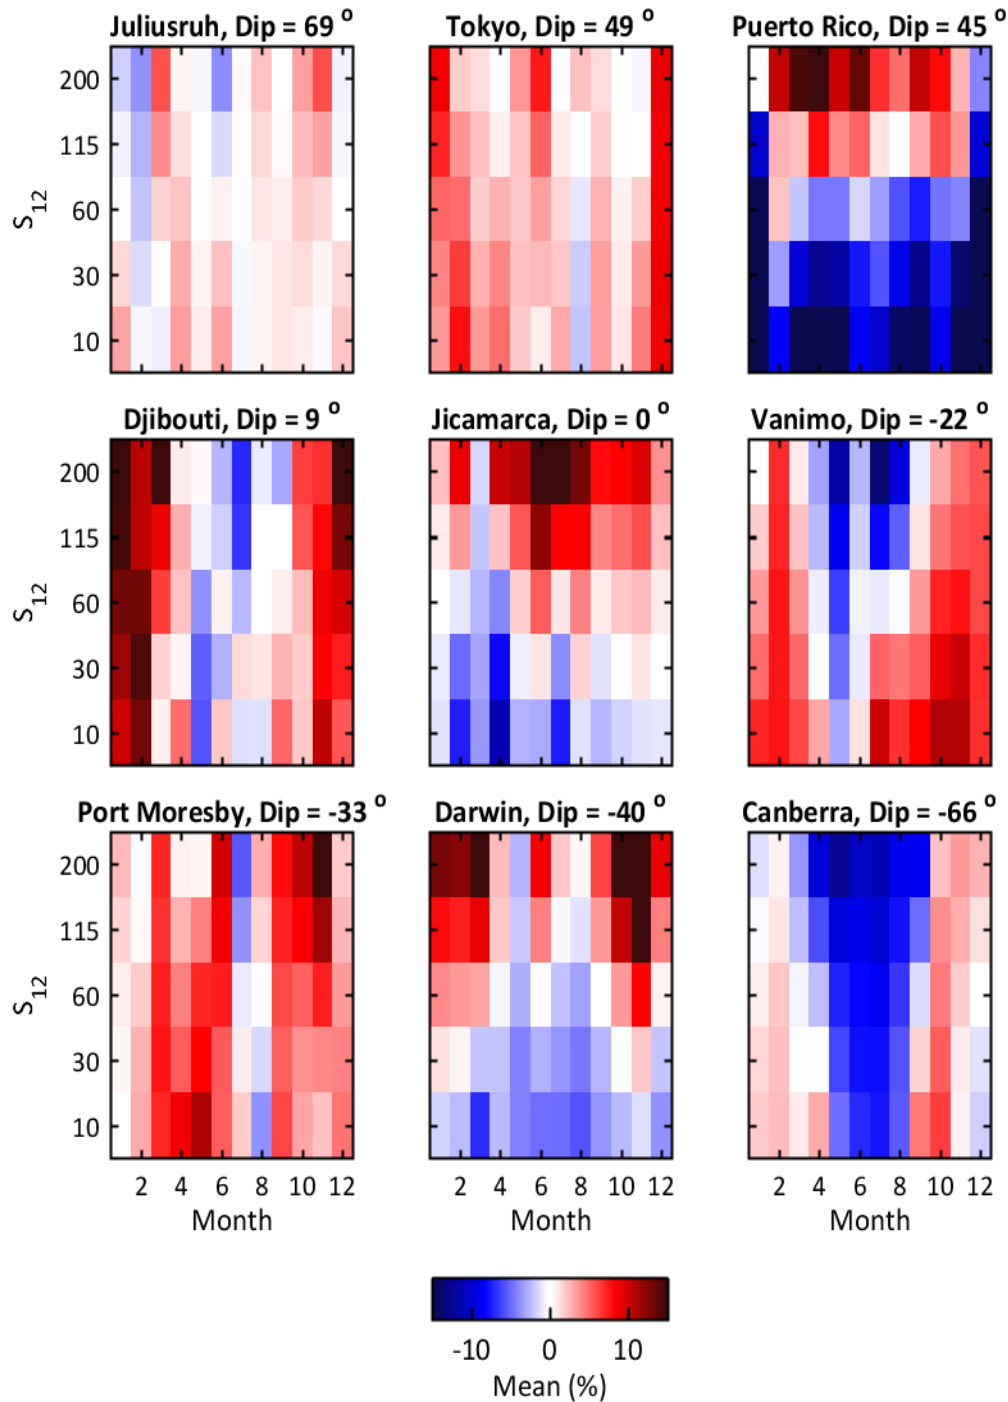 Juliusruh, Dip = 69 °
Tokyo, Dip = 49 °
Puerto Rico, Dip = 45 °
200
115
60
30
10
S12
Djibouti, Dip = 9 °
Jicamarca, Dip = 0 °
Vanimo, Dip = -22 °
200
115
60
30
10
S12
Port Moresby, Dip = -33 °
Darwin, Dip = -40 °
Canberra, Dip = -66 °
200
115
60
30
10
S12
2 4 6 8 10 12
2 4 6 8 10 12
2 4 6 8 10 12
Month
Month
Month
-10 0 10
Mean (%)